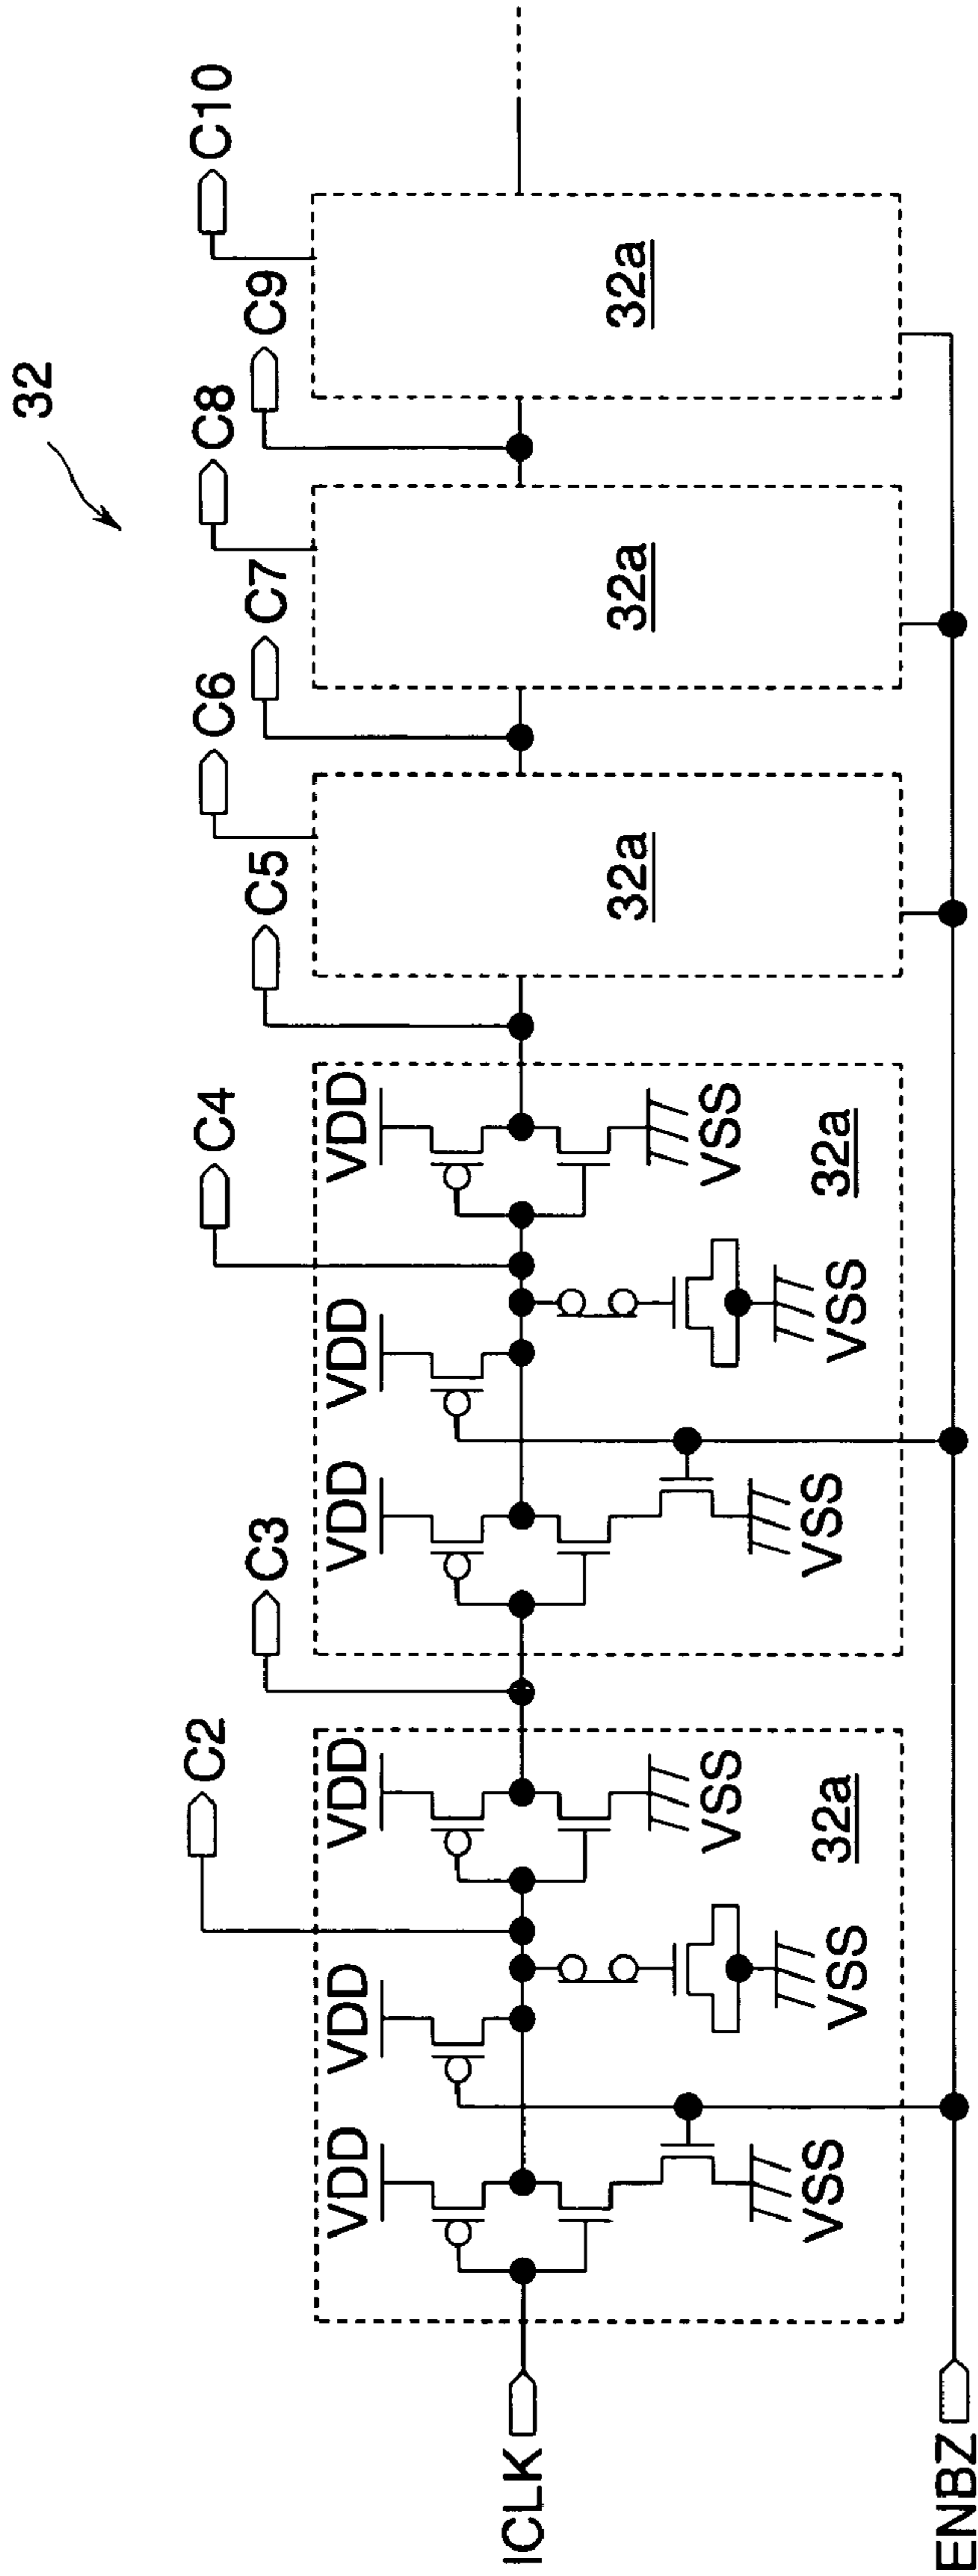 32
C2
C3
C4
C5
C6
C7
C8
C9
C10
VDD
VDD
VDD
VDD
VDD
VDD
ICLK
32a
32a
32a
VSS
VSS
VSS
32a
VSS
VSS
VSS
32a
ENBZ